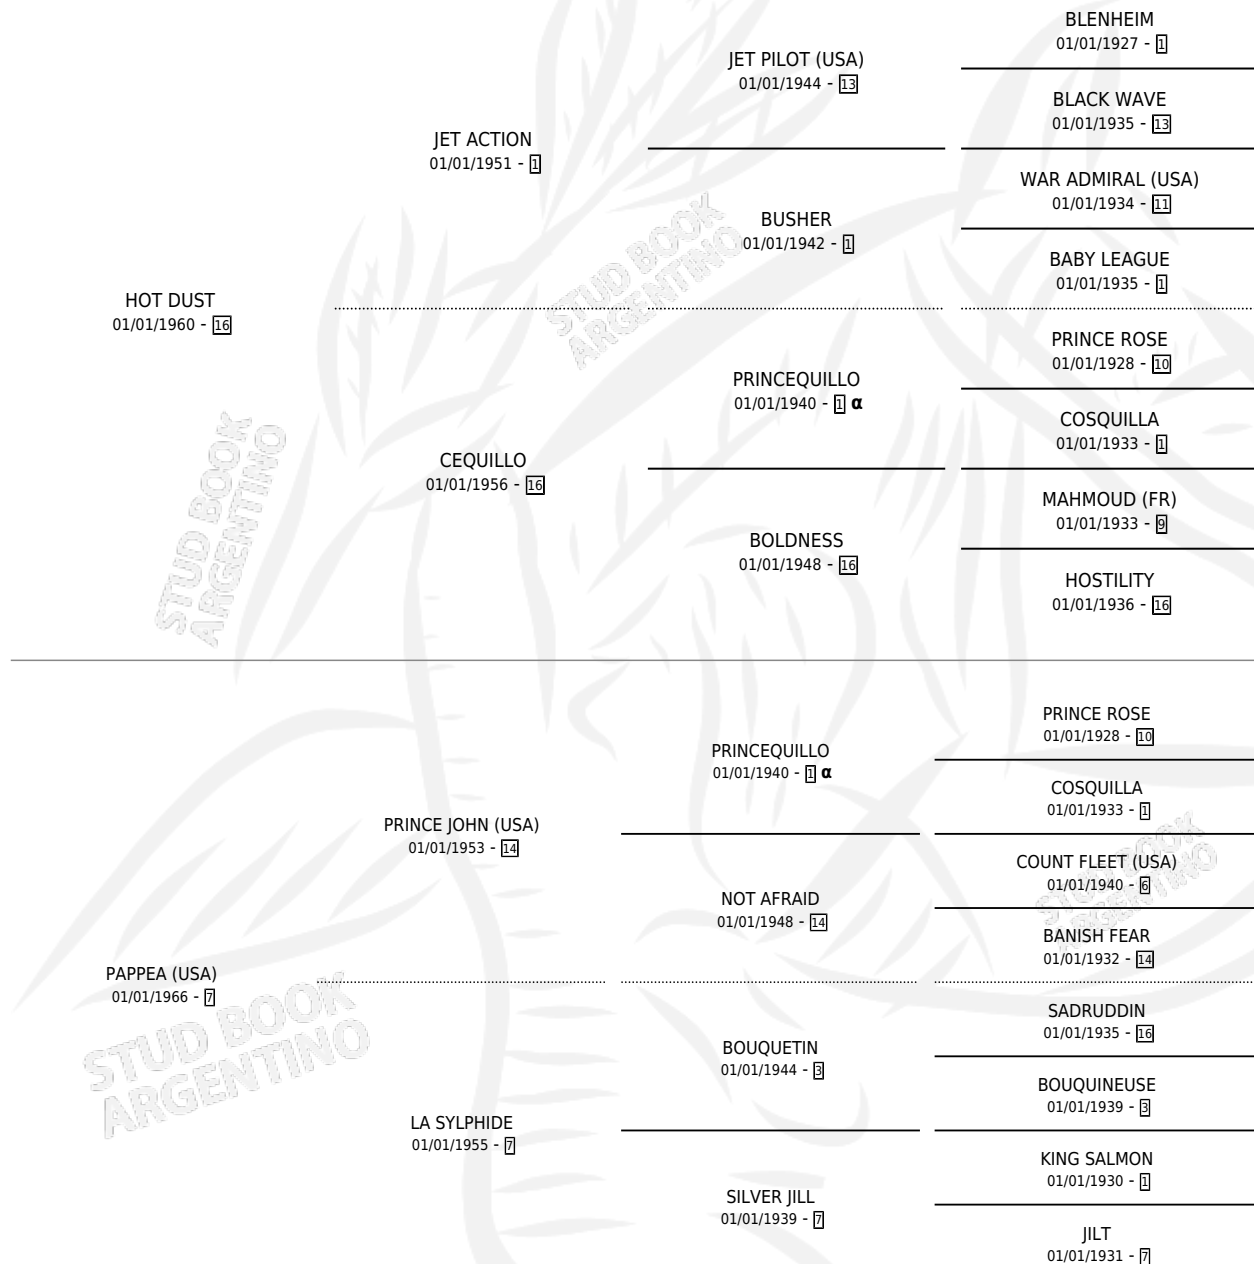 BLENHEIM
01/01/1927 - 1
JET PILOT (USA)
01/01/1944 - 13
BLACK WAVE
01/01/1935 - 13
JET ACTION
01/01/1951 - 1
WAR ADMIRAL (USA)
01/01/1934 - 11
BUSHER
01/01/1942 - 1
BABY LEAGUE
01/01/1935 - 1
STUD BOOK
ARGENTINO
HOT DUST
01/01/1960 - 16
PRINCE ROSE
01/01/1928 - 10
PRINCEQUILLO
01/01/1940 - 1 α
COSQUILLA
01/01/1933 - 1
CEQUILLO
01/01/1956 - 16
MAHMOUD (FR)
01/01/1933 - 9
BOLDNESS
01/01/1948 - 16
HOSTILITY
01/01/1936 - 16
STUD BOOK
ARGENTINO
PRINCE ROSE
01/01/1928 - 10
PRINCEQUILLO
01/01/1940 - 1 α
COSQUILLA
01/01/1933 - 1
PRINCE JOHN (USA)
01/01/1953 - 14
COUNT FLEET (USA)
01/01/1940 - 6
STUD BOOK
ARGENTINO
NOT AFRAID
01/01/1948 - 14
BANISH FEAR
01/01/1932 - 14
PAPPEA (USA)
01/01/1966 - 7
STUD BOOK
ARGENTINO
SADRUDDIN
01/01/1935 - 16
BOUQUETIN
01/01/1944 - 3
BOUQUINEUSE
01/01/1939 - 3
LA SYLPHIDE
01/01/1955 - 7
KING SALMON
01/01/1930 - 1
SILVER JILL
01/01/1939 - 7
JILT
01/01/1931 - 7